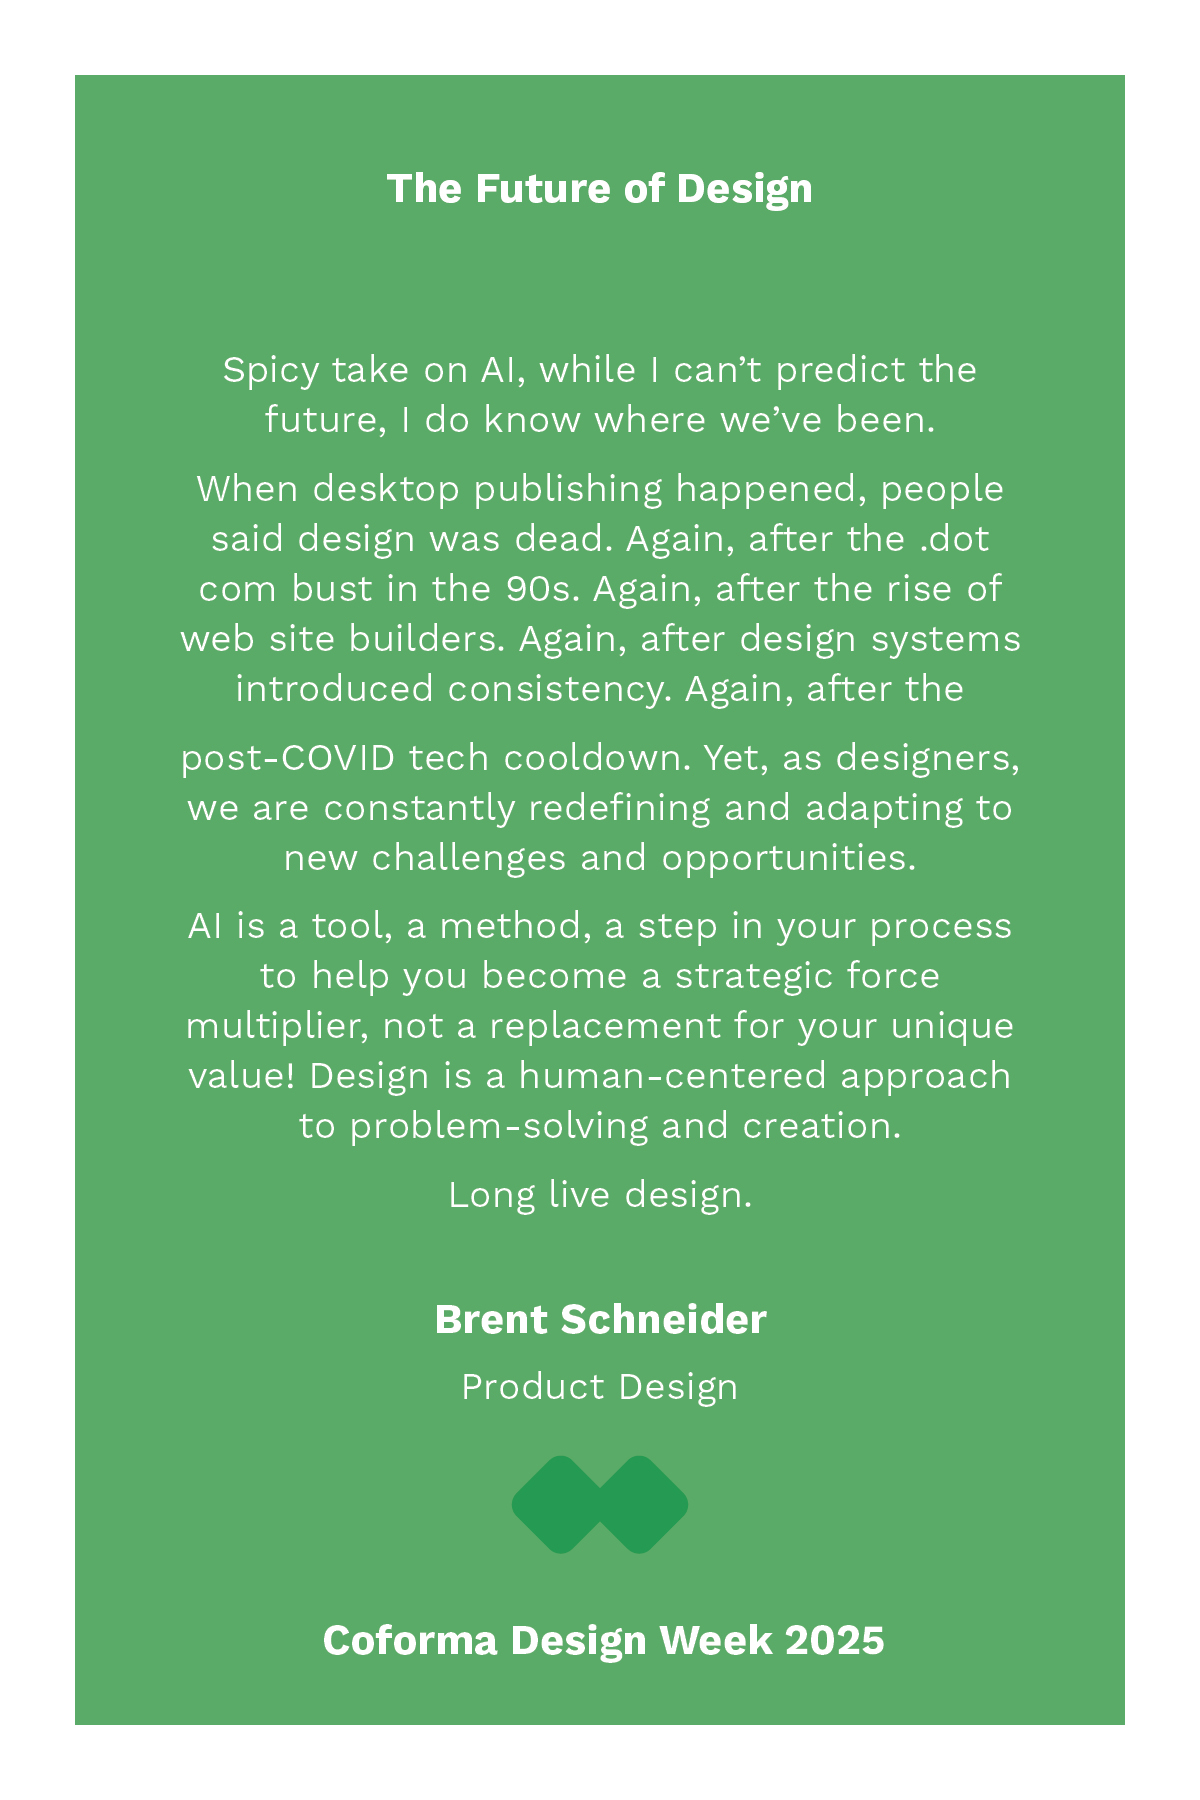 The Future of Design
Spicy take on AI, while I can’t predict the
future, I do know where we’ve been.
When desktop publishing happened, people
said design was dead. Again, after the .dot
com bust in the 90s. Again, after the rise of
web site builders. Again, after design systems
introduced consistency. Again, after the
post-COVID tech cooldown. Yet, as designers,
we are constantly redefining and adapting to
new challenges and opportunities.
AI is a tool, a method, a step in your process
to help you become a strategic force
multiplier, not a replacement for your unique
value! Design is a human-centered approach
to problem-solving and creation.
Long live design.
Brent Schneider
Product Design
Coforma Design Week 2025